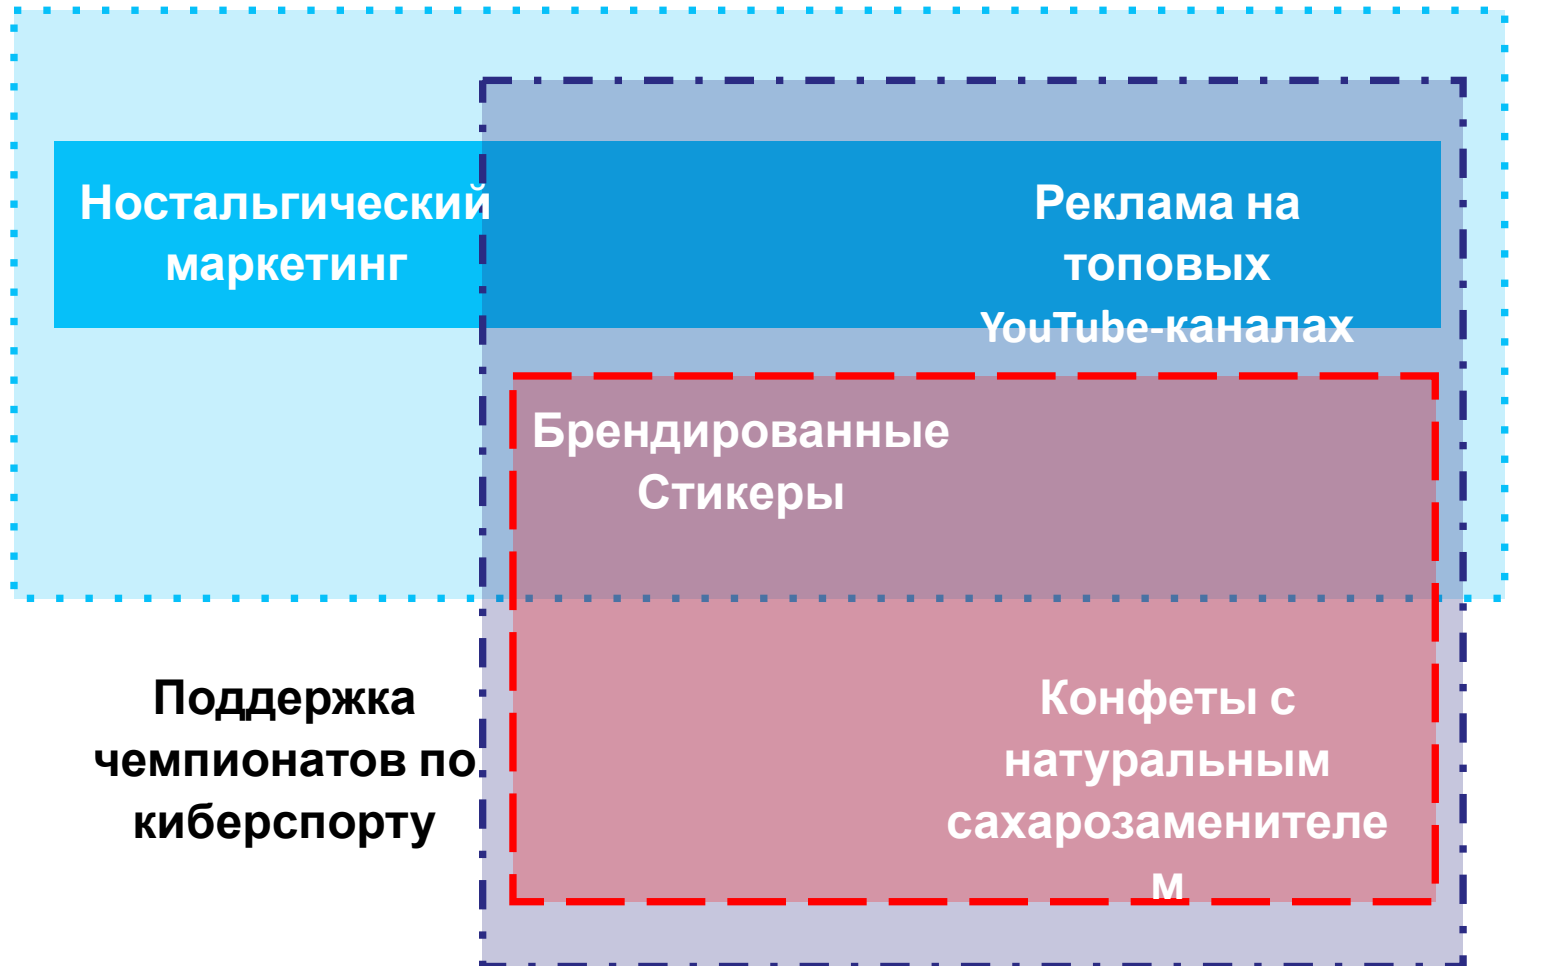 Ностальгический
маркетинг
Реклама на
топовых
YouTube-каналах
Брендированные
Стикеры
Поддержка
чемпионатов по
киберспорту
Конфеты с
натуральным
сахарозаменителе
м